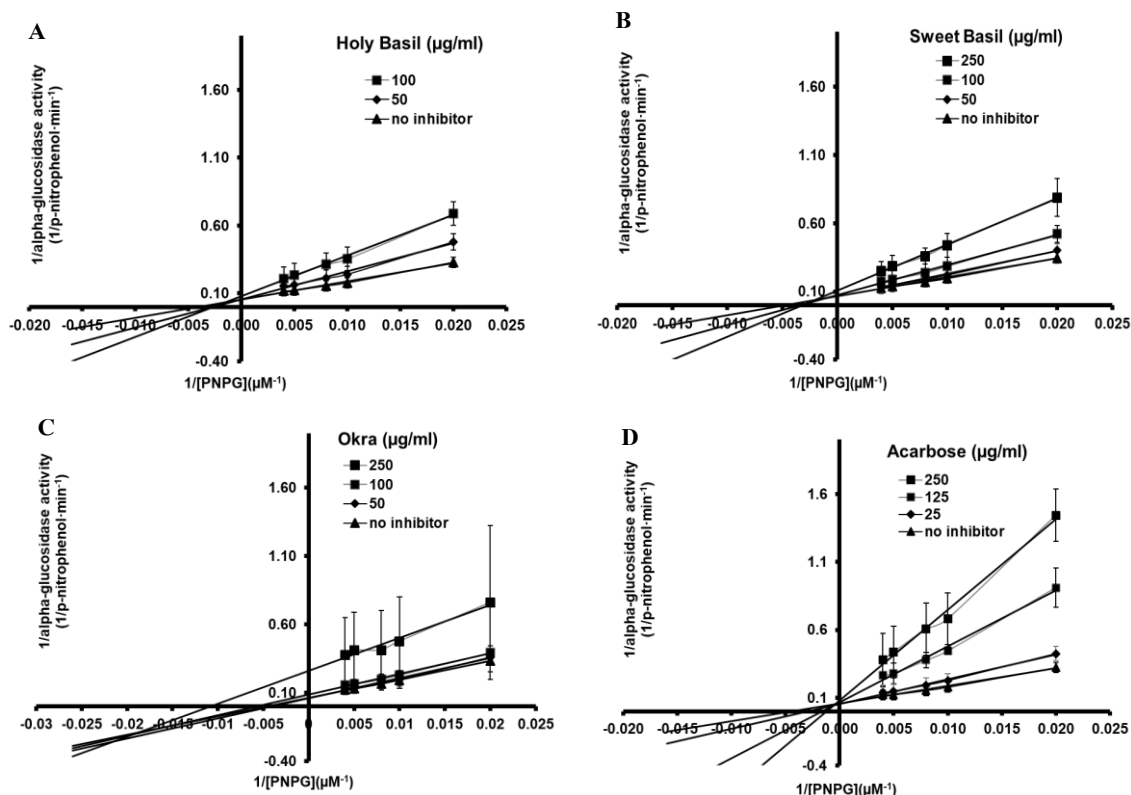 A
Holy Basil (µg/ml)
100
50
no inhibitor
1/alpha-glucosidase activity
(1/p-nitrophenol·min⁻¹)
1.60
1.10
0.60
0.10
-0.40
-0.020 -0.015 -0.010 -0.005 0.000 0.005 0.010 0.015 0.020 0.025
1/[PNPG](µM⁻¹)
B
Sweet Basil (µg/ml)
250
100
50
no inhibitor
1/alpha-glucosidase activity
(1/p-nitrophenol·min⁻¹)
1.60
1.10
0.60
0.10
-0.40
-0.020 -0.015 -0.010 -0.005 0.000 0.005 0.010 0.015 0.020 0.025
1/[PNPG](µM⁻¹)
C
Okra (µg/ml)
250
100
50
no inhibitor
1/alpha-glucosidase activity
(1/p-nitrophenol·min⁻¹)
1.60
1.10
0.60
0.10
-0.40
-0.03 -0.025 -0.02 -0.015 -0.01 -0.005 0 0.005 0.01 0.015 0.02 0.025
1/[PNPG](µM⁻¹)
D
Acarbose (µg/ml)
250
125
25
no inhibitor
1/alpha-glucosidase activity
(1/p-nitrophenol·min⁻¹)
1.6
1.1
0.6
0.1
-0.4
-0.020 -0.015 -0.010 -0.005 0.000 0.005 0.010 0.015 0.020 0.025
1/[PNPG](µM⁻¹)